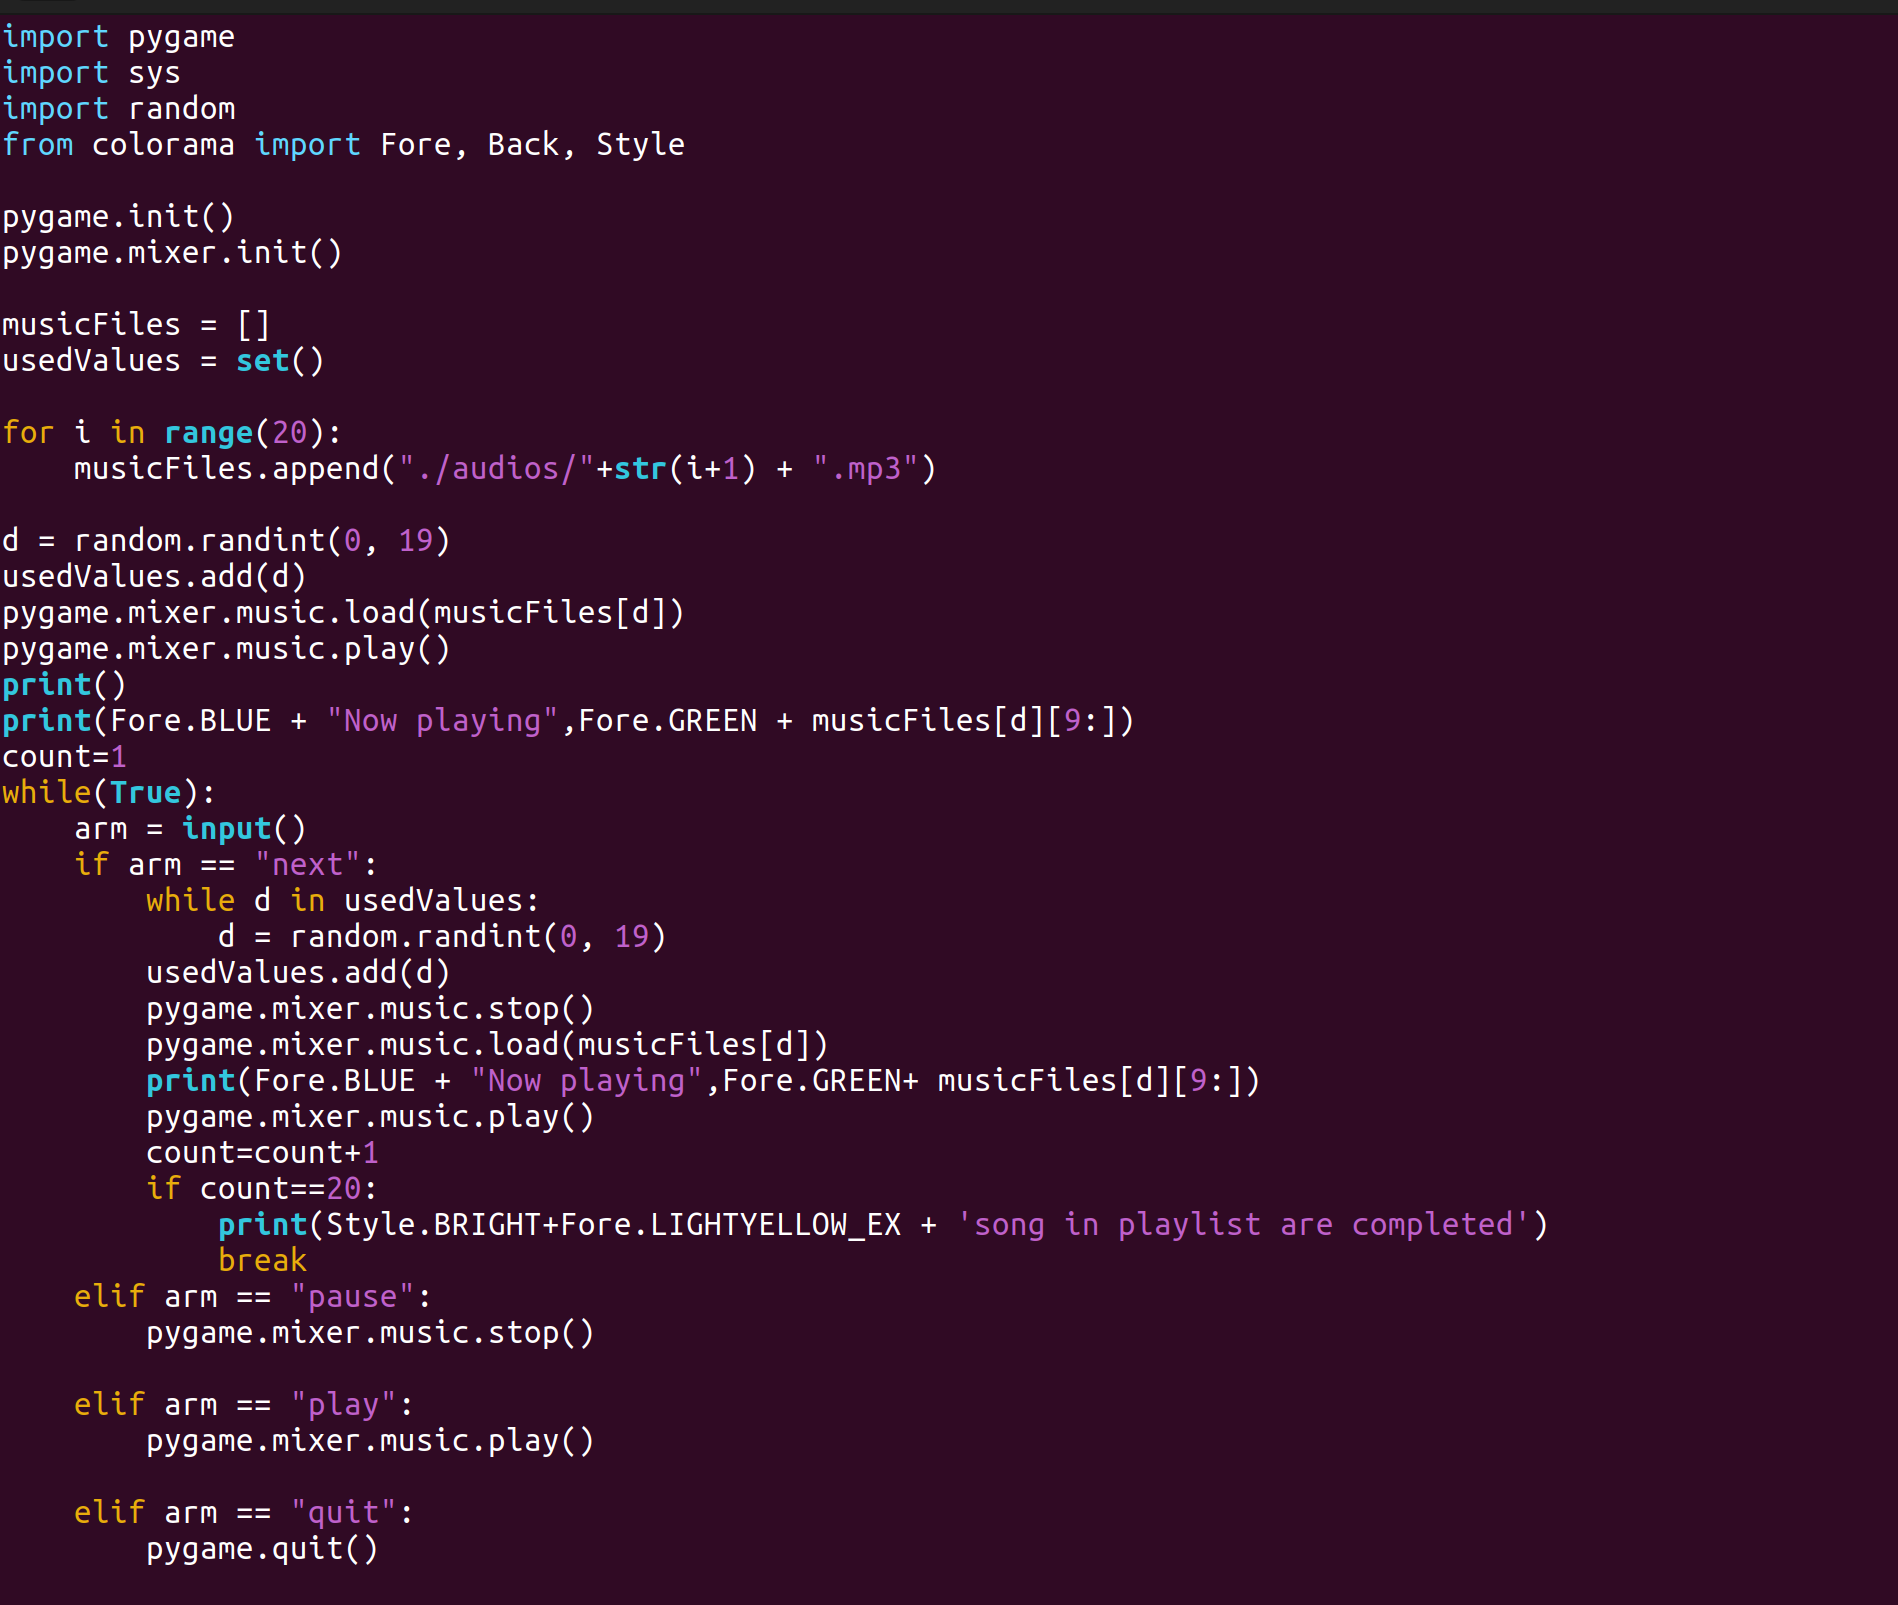 import pygame
import sys
import random
from colorama import Fore, Back, Style

pygame.init()
pygame.mixer.init()

musicFiles = []
usedValues = set()

for i in range(20):
    musicFiles.append("./audios/"+str(i+1) + ".mp3")

d = random.randint(0, 19)
usedValues.add(d)
pygame.mixer.music.load(musicFiles[d])
pygame.mixer.music.play()
print()
print(Fore.BLUE + "Now playing",Fore.GREEN + musicFiles[d][9:])
count=1
while(True):
    arm = input()
    if arm == "next":
        while d in usedValues:
            d = random.randint(0, 19)
        usedValues.add(d)
        pygame.mixer.music.stop()
        pygame.mixer.music.load(musicFiles[d])
        print(Fore.BLUE + "Now playing",Fore.GREEN+ musicFiles[d][9:])
        pygame.mixer.music.play()
        count=count+1
        if count==20:
            print(Style.BRIGHT+Fore.LIGHTYELLOW_EX + 'song in playlist are completed')
            break
    elif arm == "pause":
        pygame.mixer.music.stop()

    elif arm == "play":
        pygame.mixer.music.play()

    elif arm == "quit":
        pygame.quit()